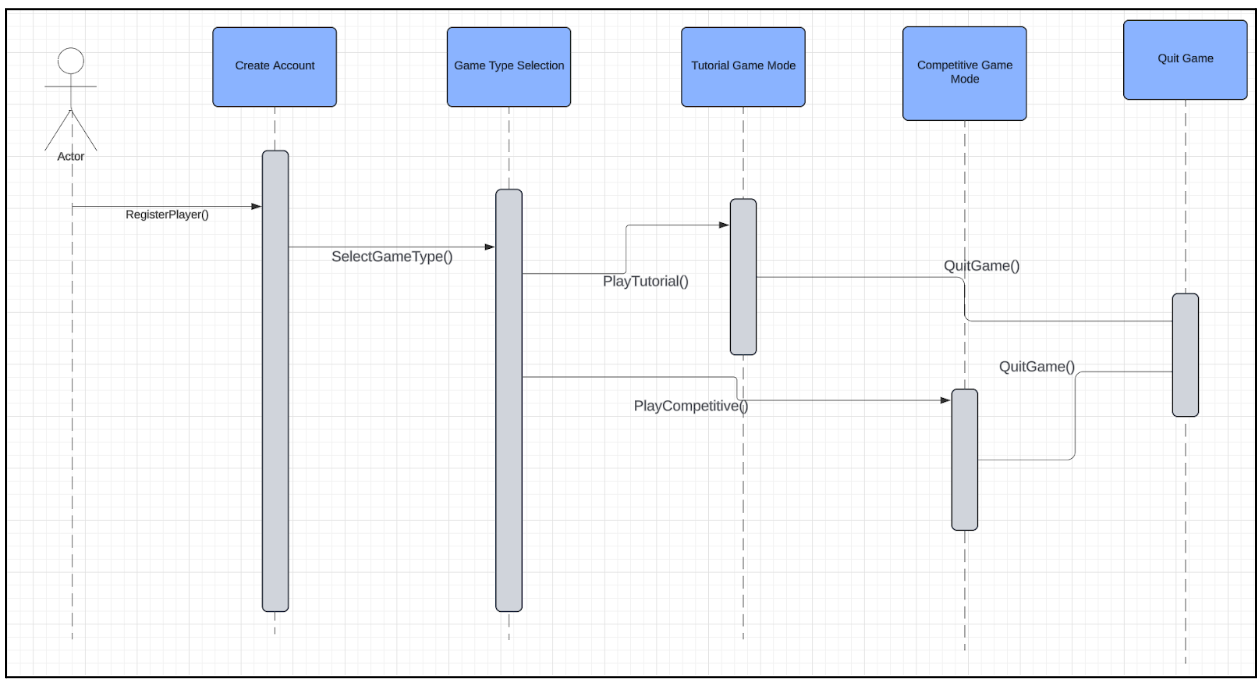 Create Account
Game Type Selection
Tutorial Game Mode
Competitive Game
Mode
Quit Game
Actor
RegisterPlayer()
SelectGameType()
PlayTutorial()
QuitGame()
QuitGame()
PlayCompetitive()